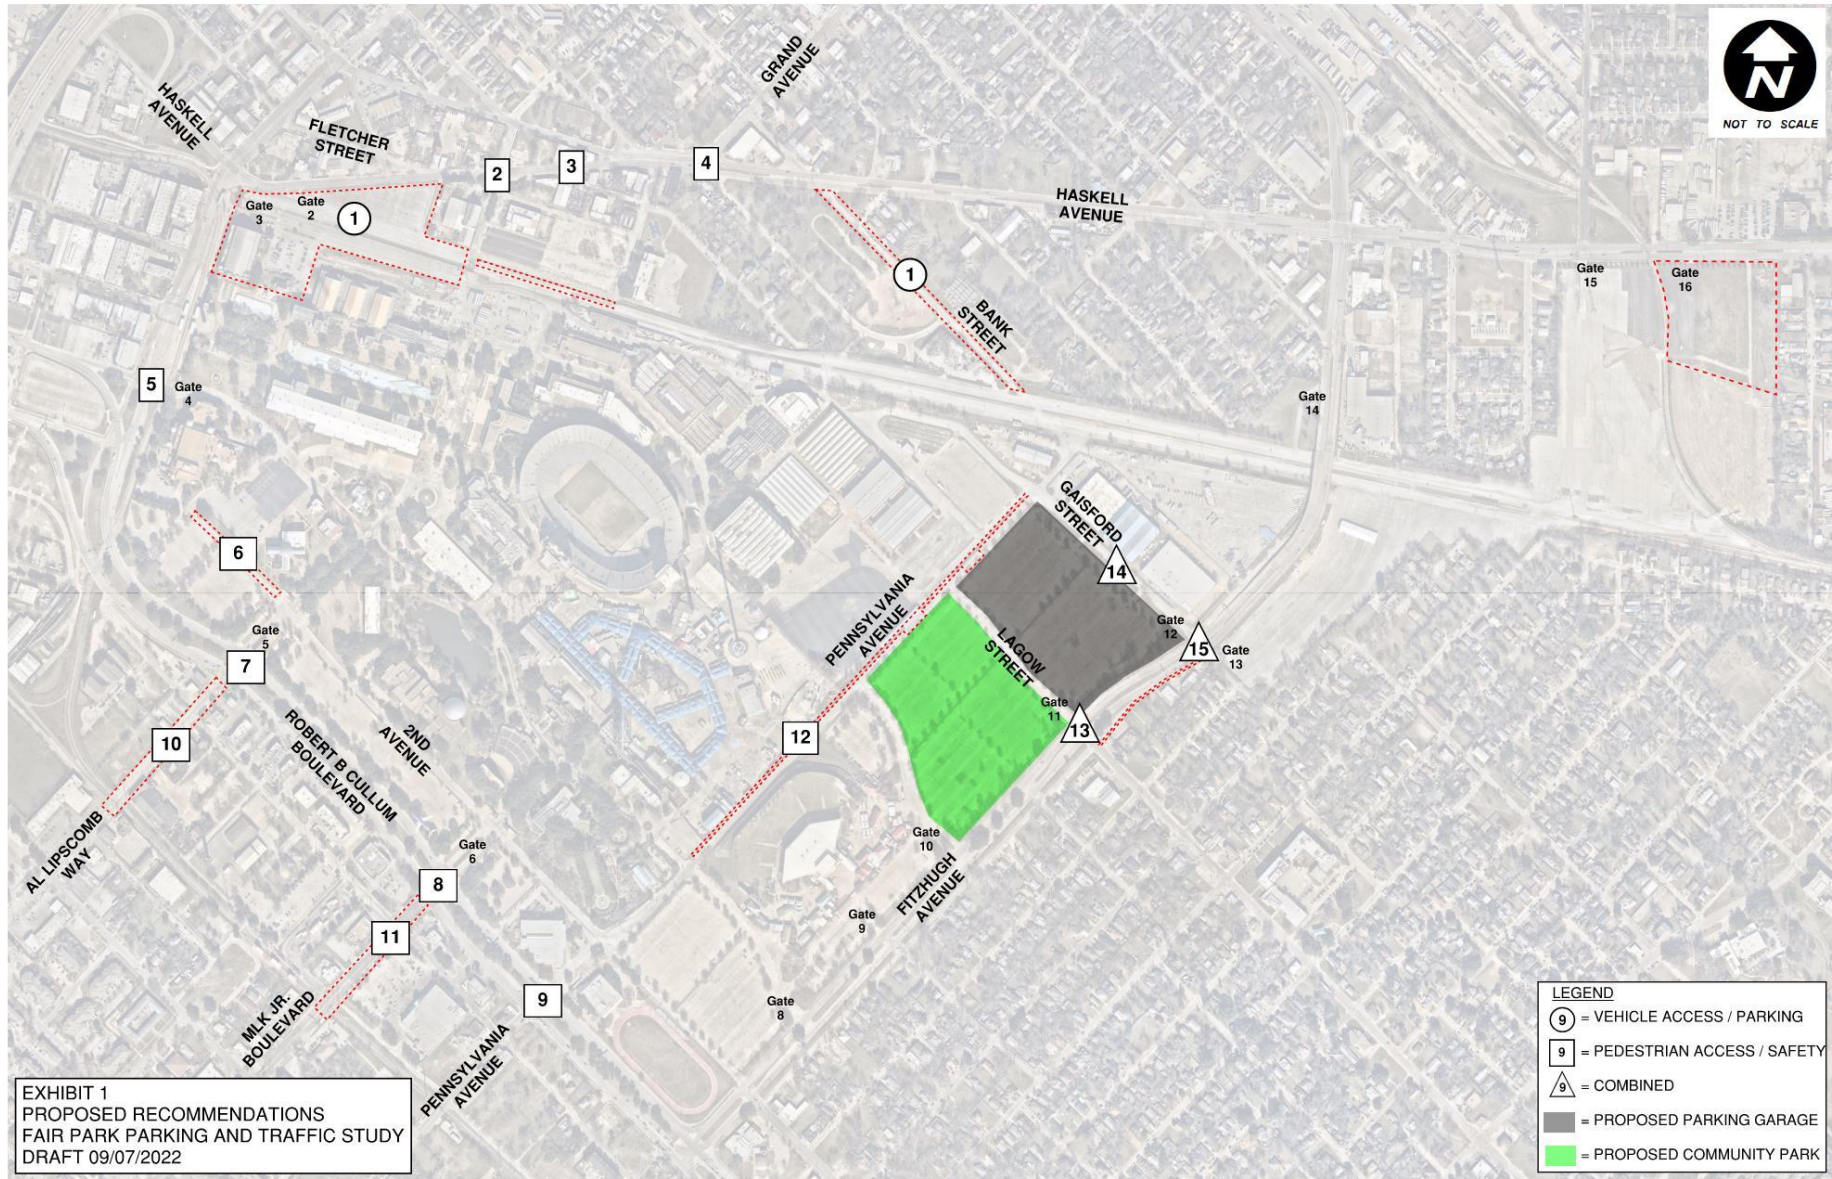 N
NOT TO SCALE
GRAND
AVENUE
HASKELL
AVENUE
FLETCHER
STREET
2
3
4
HASKELL
AVENUE
Gate
3
Gate
2
1
1
BANK
STREET
Gate
15
Gate
16
5
Gate
4
Gate
14
GAISFORD
STREET
14
6
PENNSYLVANIA
AVENUE
LAGOW
STREET
Gate
12
15
Gate
13
Gate
5
7
Gate
11
13
12
10
2ND
AVENUE
ROBERT B CULLUM
BOULEVARD
AL LIPSCOMB
WAY
Gate
6
Gate
10
8
FITZHUGH
AVENUE
Gate
9
11
9
Gate
8
MLK JR.
BOULEVARD
PENNSYLVANIA
AVENUE
LEGEND
9 = VEHICLE ACCESS / PARKING
9 = PEDESTRIAN ACCESS / SAFETY
9 = COMBINED
= PROPOSED PARKING GARAGE
= PROPOSED COMMUNITY PARK
EXHIBIT 1
PROPOSED RECOMMENDATIONS
FAIR PARK PARKING AND TRAFFIC STUDY
DRAFT 09/07/2022